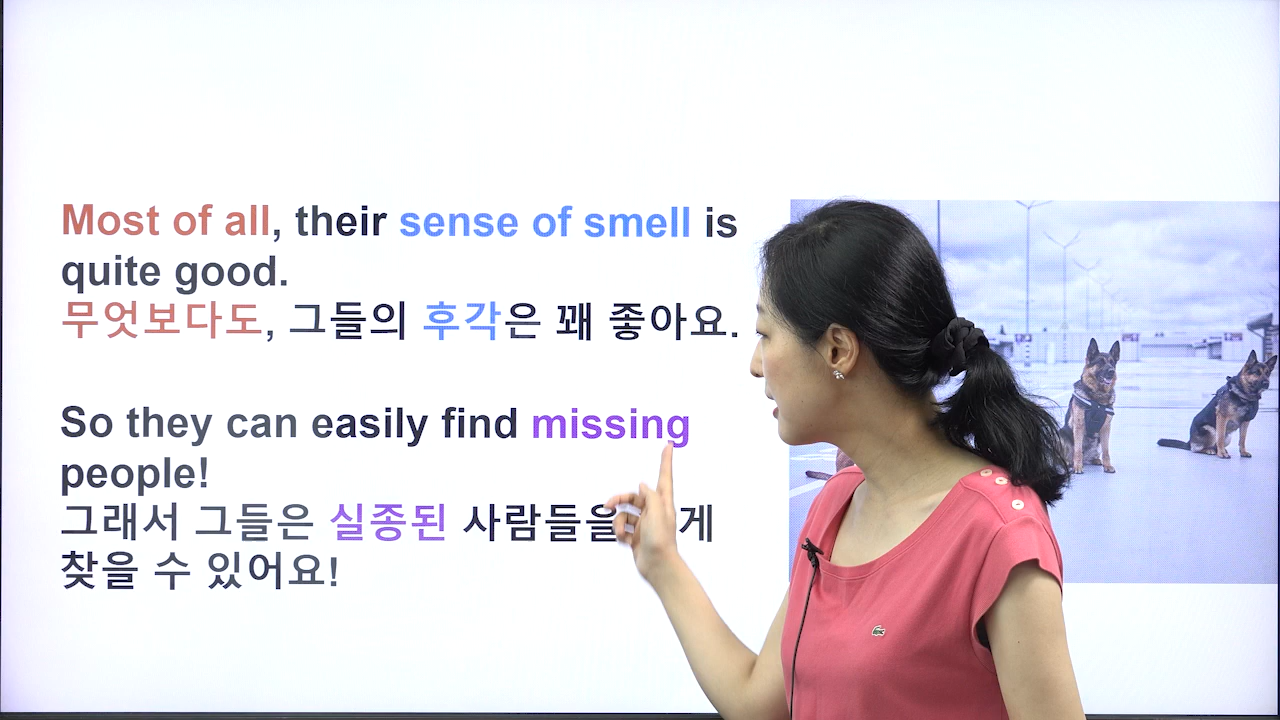 Most of all, their sense of smell is
quite good.
무엇보다도, 그들의 후각은 꽤 좋아요.
So they can easily find missing
people!
그래서 그들은 실종된 사람들을 게
찾을 수 있어요!